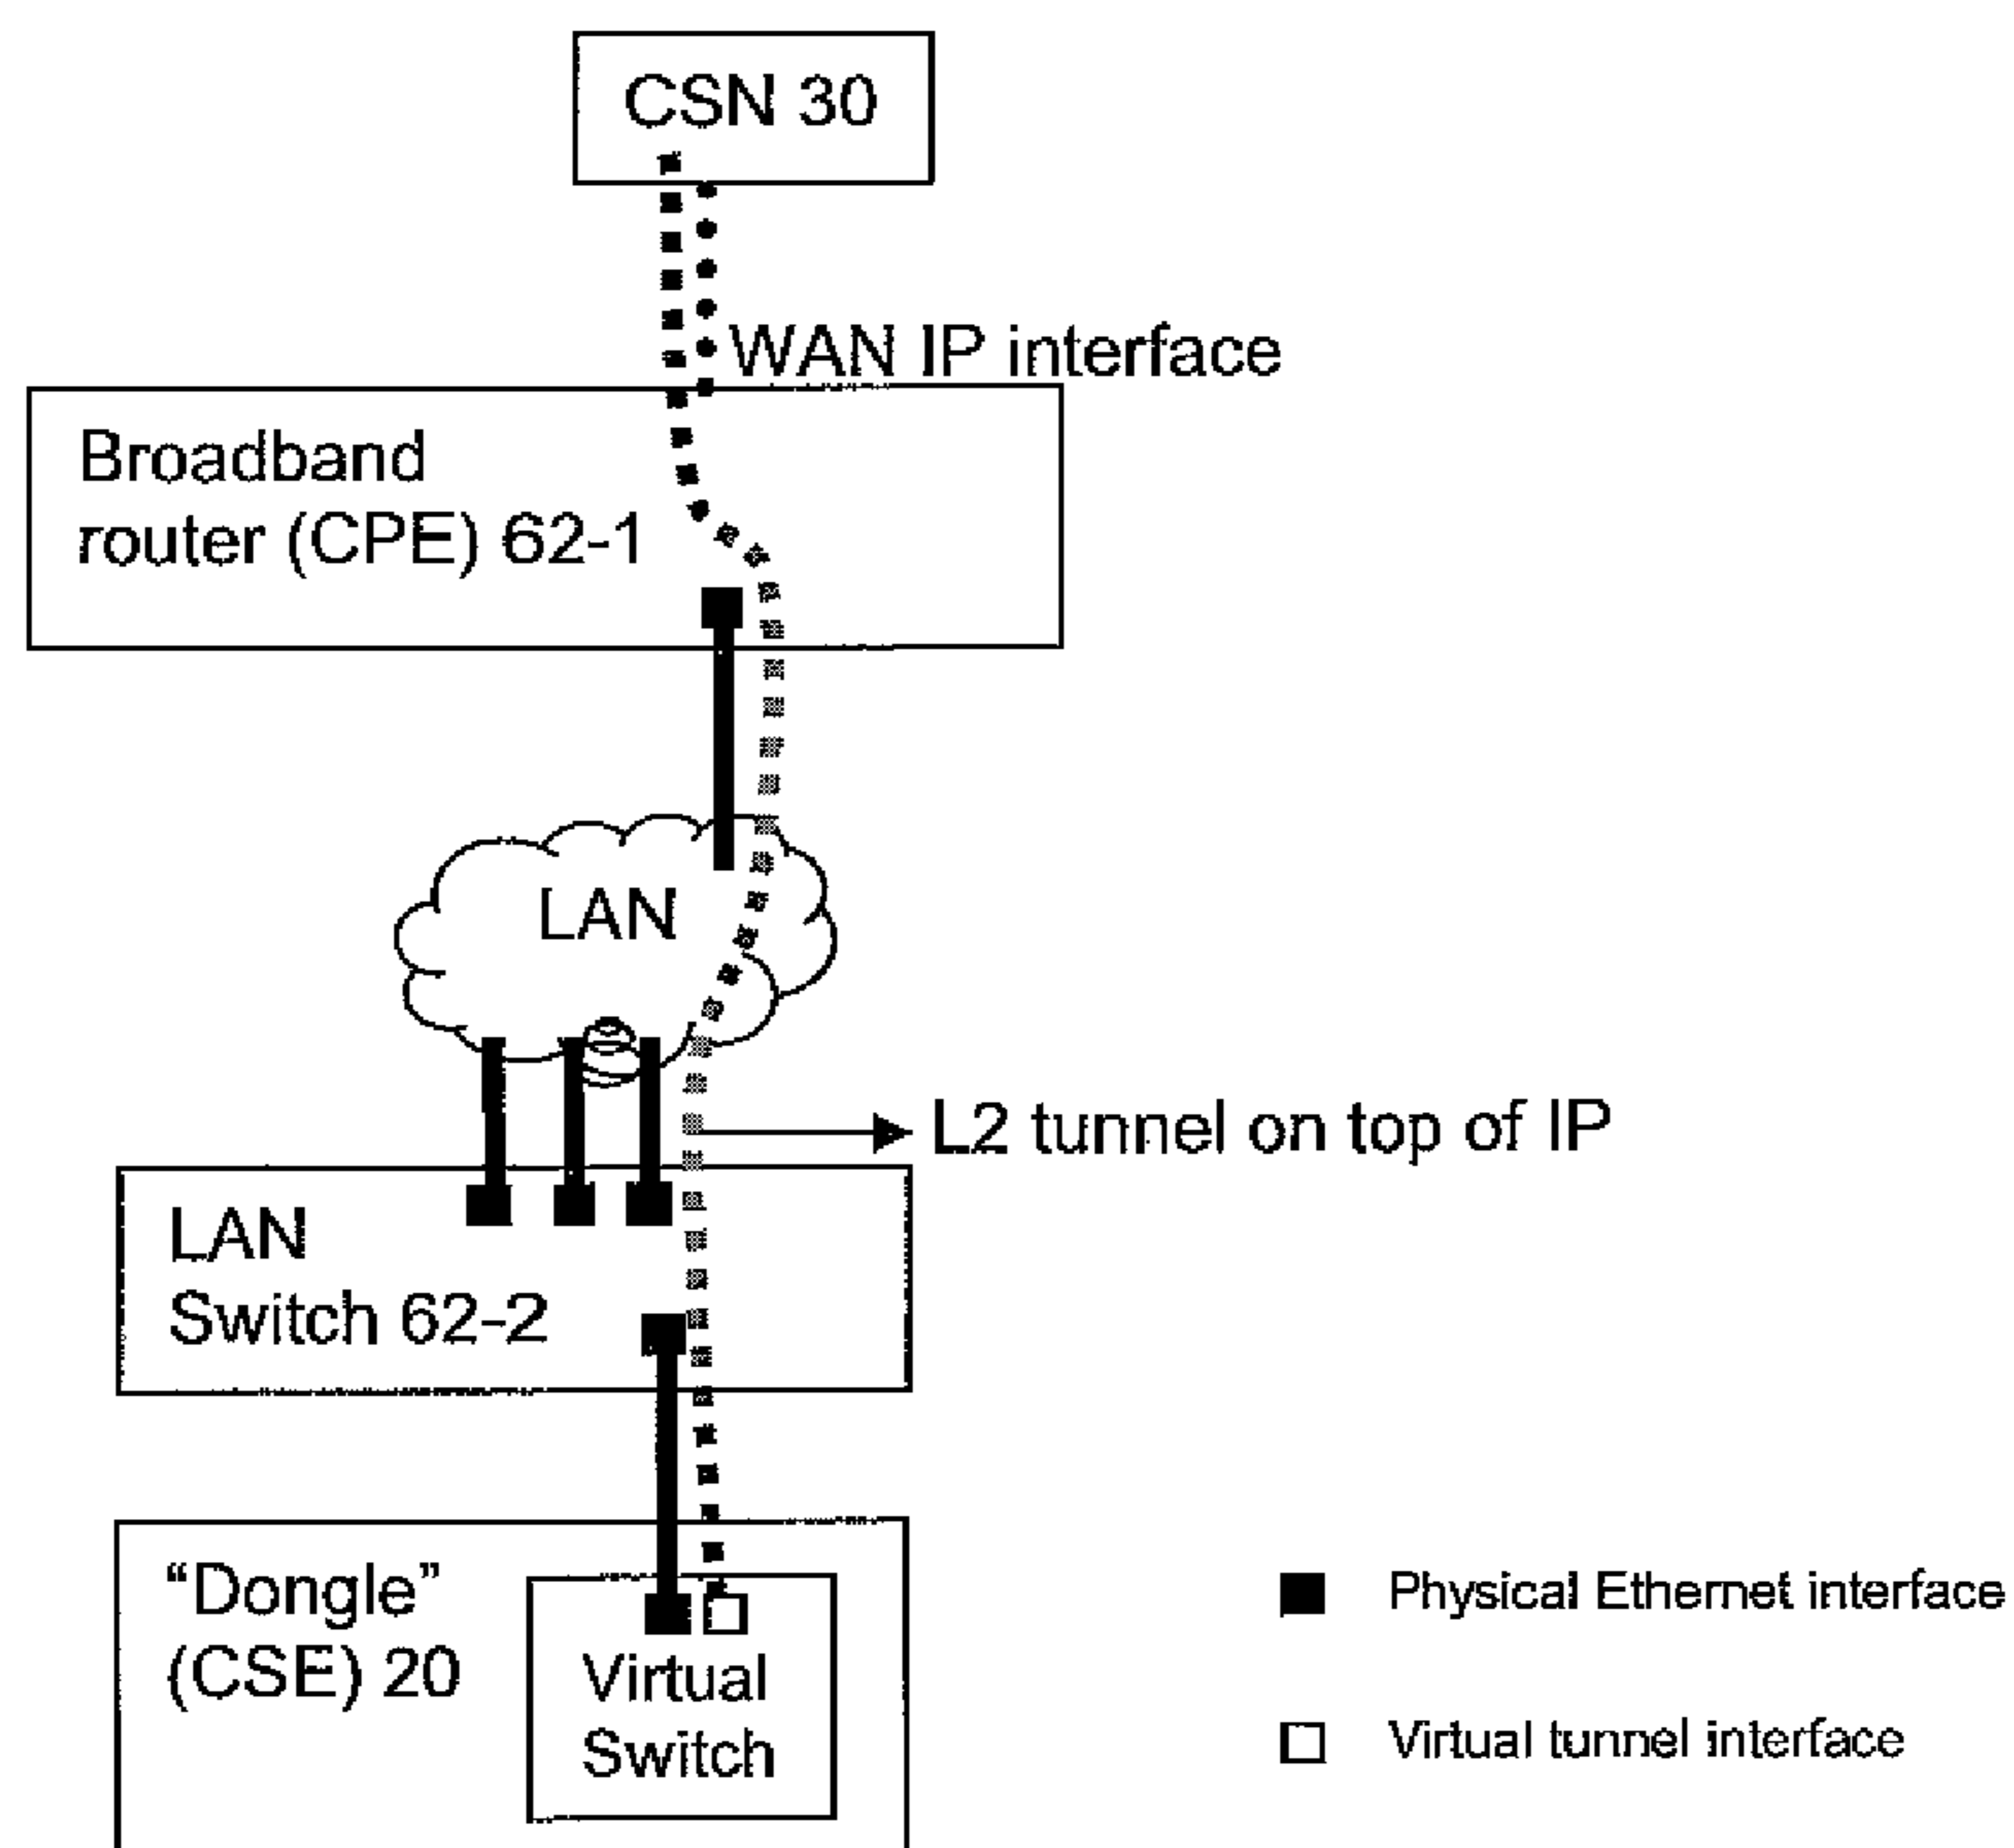 CSN 30
WAN IP interface
Broadband
router (CPE) 62-1
LAN
L2 tunnel on top of IP
LAN
Switch 62-2
“Dongle”
(CSE) 20
Virtual
Switch
Physical Ethernet interface
Virtual tunnel interface